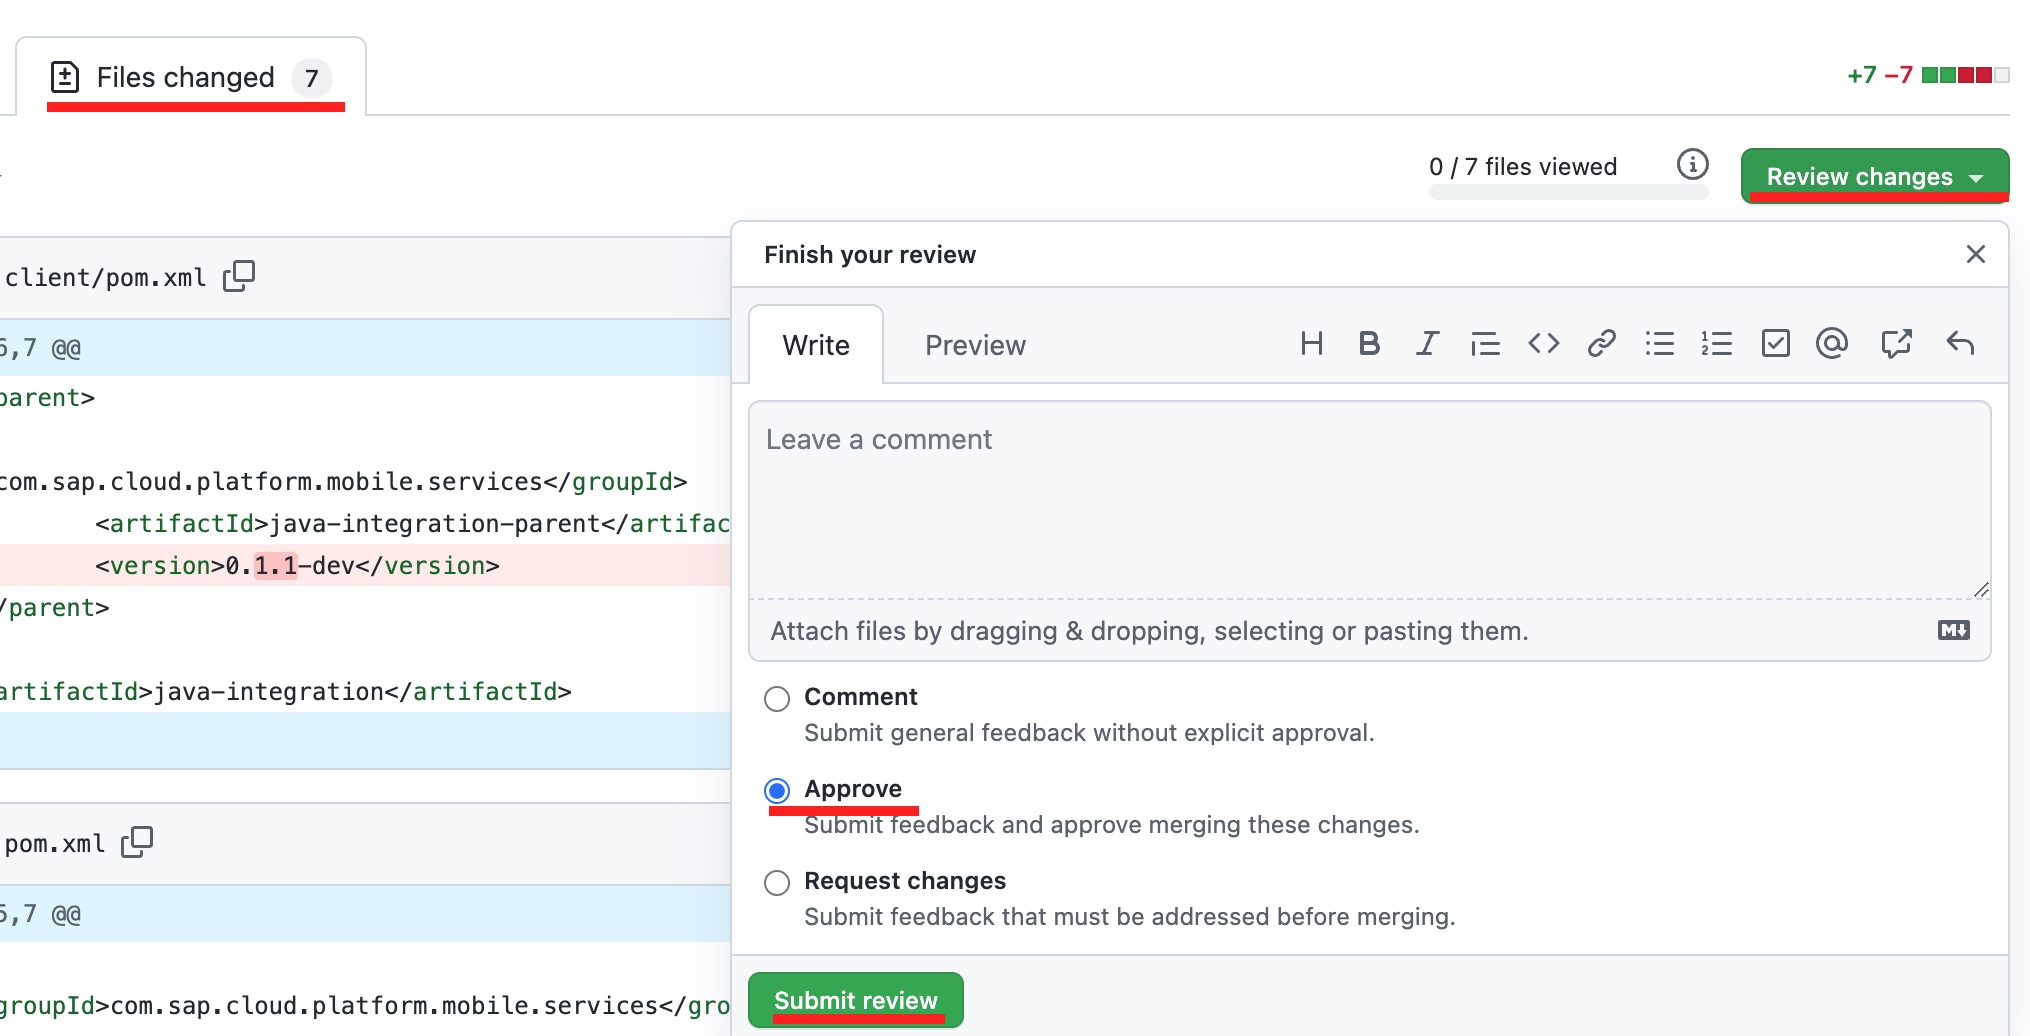 Files changed 7
+7 −7
0 / 7 files viewed
Review changes
client/pom.xml
6,7 @@
parent>
com.sap.cloud.platform.mobile.services</groupId>
<artifactId>java-integration-parent</artifac
<version>0.1.1-dev</version>
/parent>
artifactId>java-integration</artifactId>
pom.xml
5,7 @@
groupId>com.sap.cloud.platform.mobile.services</gro
Finish your review
Write Preview
Leave a comment
Attach files by dragging & dropping, selecting or pasting them.
Comment
Submit general feedback without explicit approval.
Approve
Submit feedback and approve merging these changes.
Request changes
Submit feedback that must be addressed before merging.
Submit review